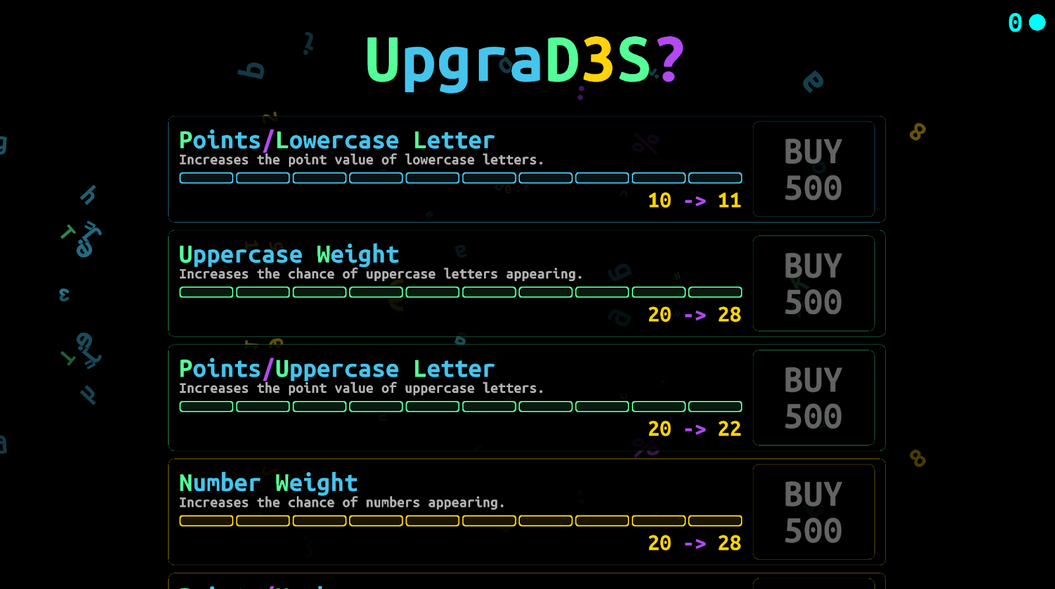 0
UpgraD3S?
Points/Lowercase Letter
Increases the point value of lowercase letters.
10 -> 11
BUY
500
Uppercase Weight
Increases the chance of uppercase letters appearing.
20 -> 28
BUY
500
Points/Uppercase Letter
Increases the point value of uppercase letters.
20 -> 22
BUY
500
Number Weight
Increases the chance of numbers appearing.
20 -> 28
BUY
500